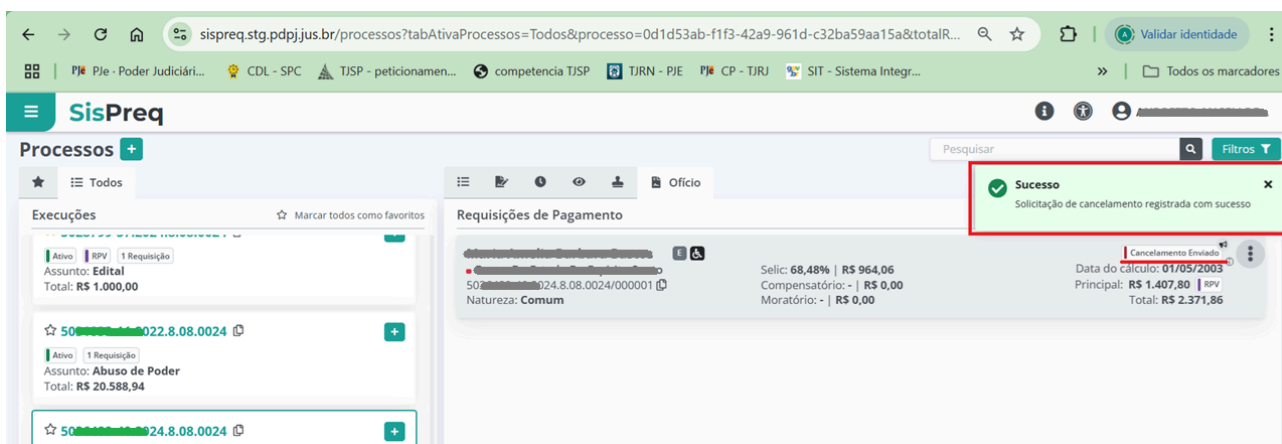 sispreq.stg.pdpj.jus.br/processos?tabAtivaProcessos=Todos&processo=0d1d53ab-f1f3-42a9-961d-c32ba59aa15a&totalR...
Validar identidade
PJe - Poder Judiciári...
CDL - SPC
TJSP - peticionamen...
competencia TJSP
TJRN - PJE
CP - TJRJ
SIT - Sistema Integr...
Todos os marcadores
SisPreq
Processos
Pesquisar
Filtros
Todos
Ofício
Sucesso
Solicitação de cancelamento registrada com sucesso
Execuções
Marcar todos como favoritos
Requisições de Pagamento
Ativo RPV 1 Requisição
Assunto: Edital
Total: R$ 1.000,00
E
Cancelamento Enviado
Selic: 68,48% | R$ 964,06
Data do cálculo: 01/05/2003
024.8.08.0024/000001
Compensatório: - | R$ 0,00
Principal: R$ 1.407,80 RPV
Natureza: Comum
Moratório: - | R$ 0,00
Total: R$ 2.371,86
022.8.08.0024
Ativo 1 Requisição
Assunto: Abuso de Poder
Total: R$ 20.588,94
24.8.08.0024